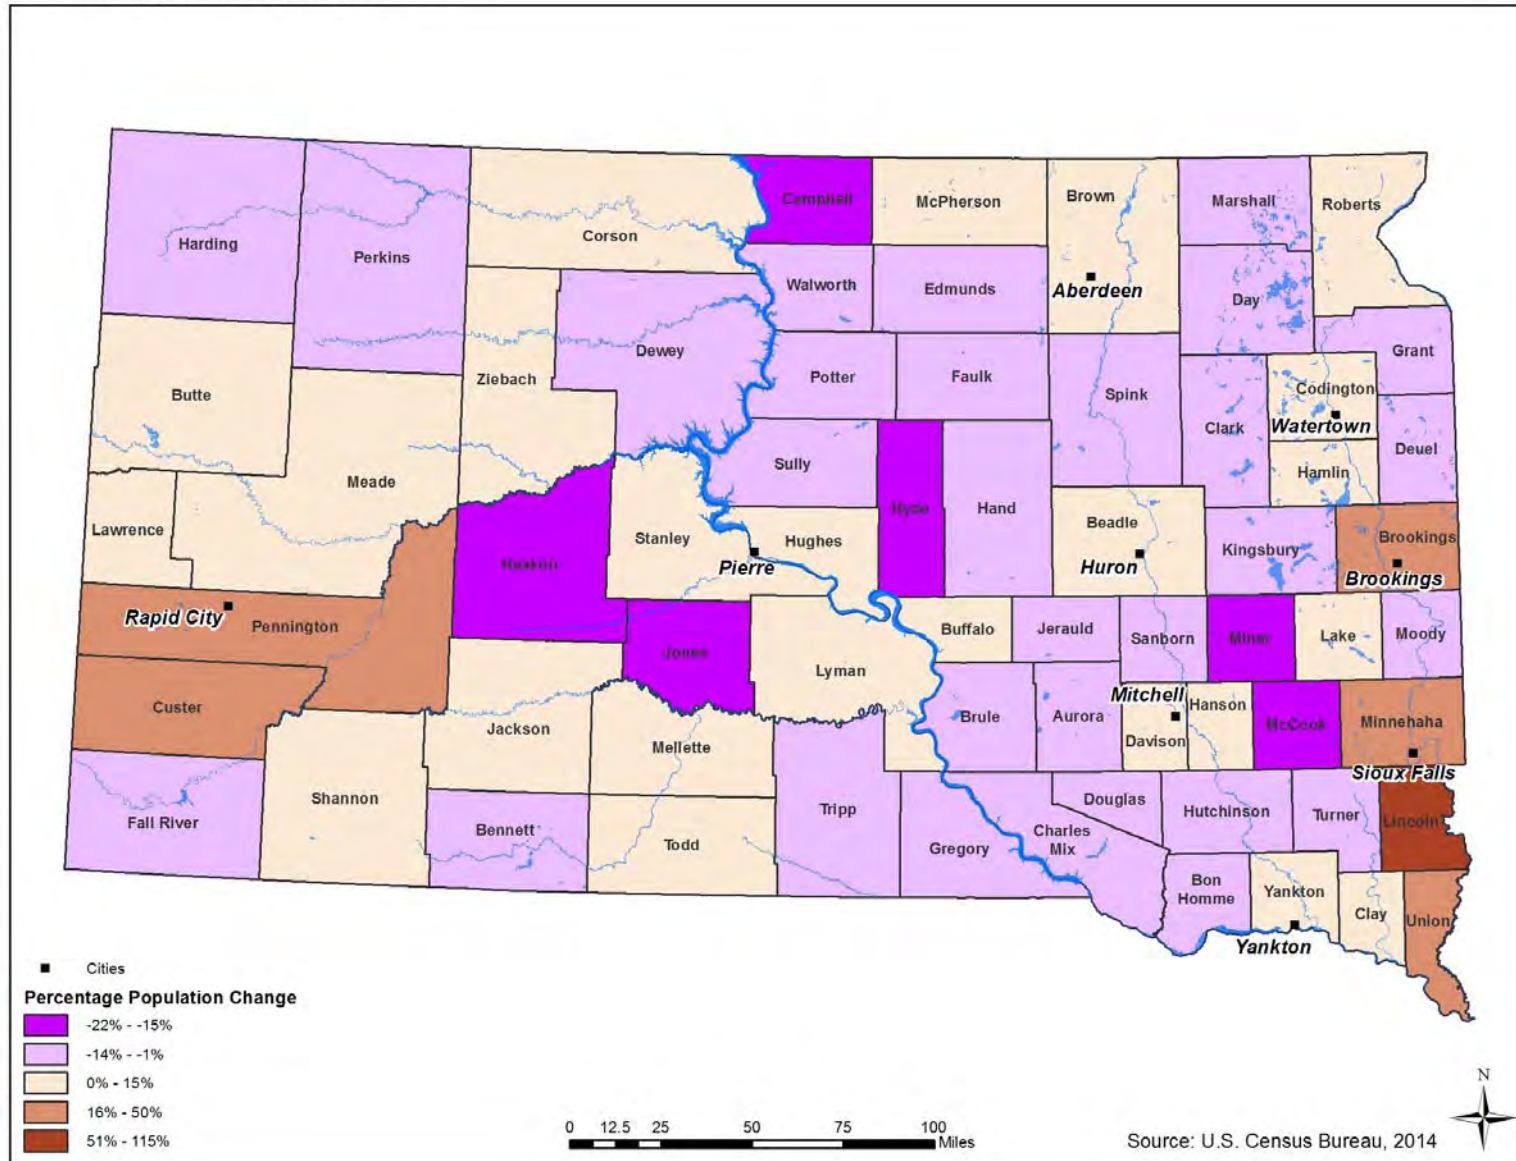 Campbell
McPherson
Brown
Marshall
Roberts
Harding
Perkins
Corson
Walworth
Edmunds
Aberdeen
Day
Dewey
Grant
Butte
Ziebach
Potter
Faulk
Spink
Codington
Clark
Watertown
Deuel
Meade
Sully
Hamlin
Lawrence
Hyde
Hand
Beadle
Stanley
Hughes
Kingsbury
Brookings
Haakon
Pierre
Huron
Brookings
Rapid City
Pennington
Buffalo
Jerauld
Sanborn
Miner
Lake
Moody
Jones
Lyman
Custer
Mitchell
Hanson
Brule
Aurora
McCook
Minnehaha
Jackson
Mellette
Davison
Sioux Falls
Shannon
Fall River
Bennett
Todd
Tripp
Gregory
Charles
Mix
Douglas
Hutchinson
Turner
Lincoln
Bon
Homme
Yankton
Clay
Union
Yankton
Cities
Percentage Population Change
-22% - -15%
-14% - -1%
0% - 15%
16% - 50%
51% - 115%
0 12.5 25 50 75 100
Miles
N
Source: U.S. Census Bureau, 2014